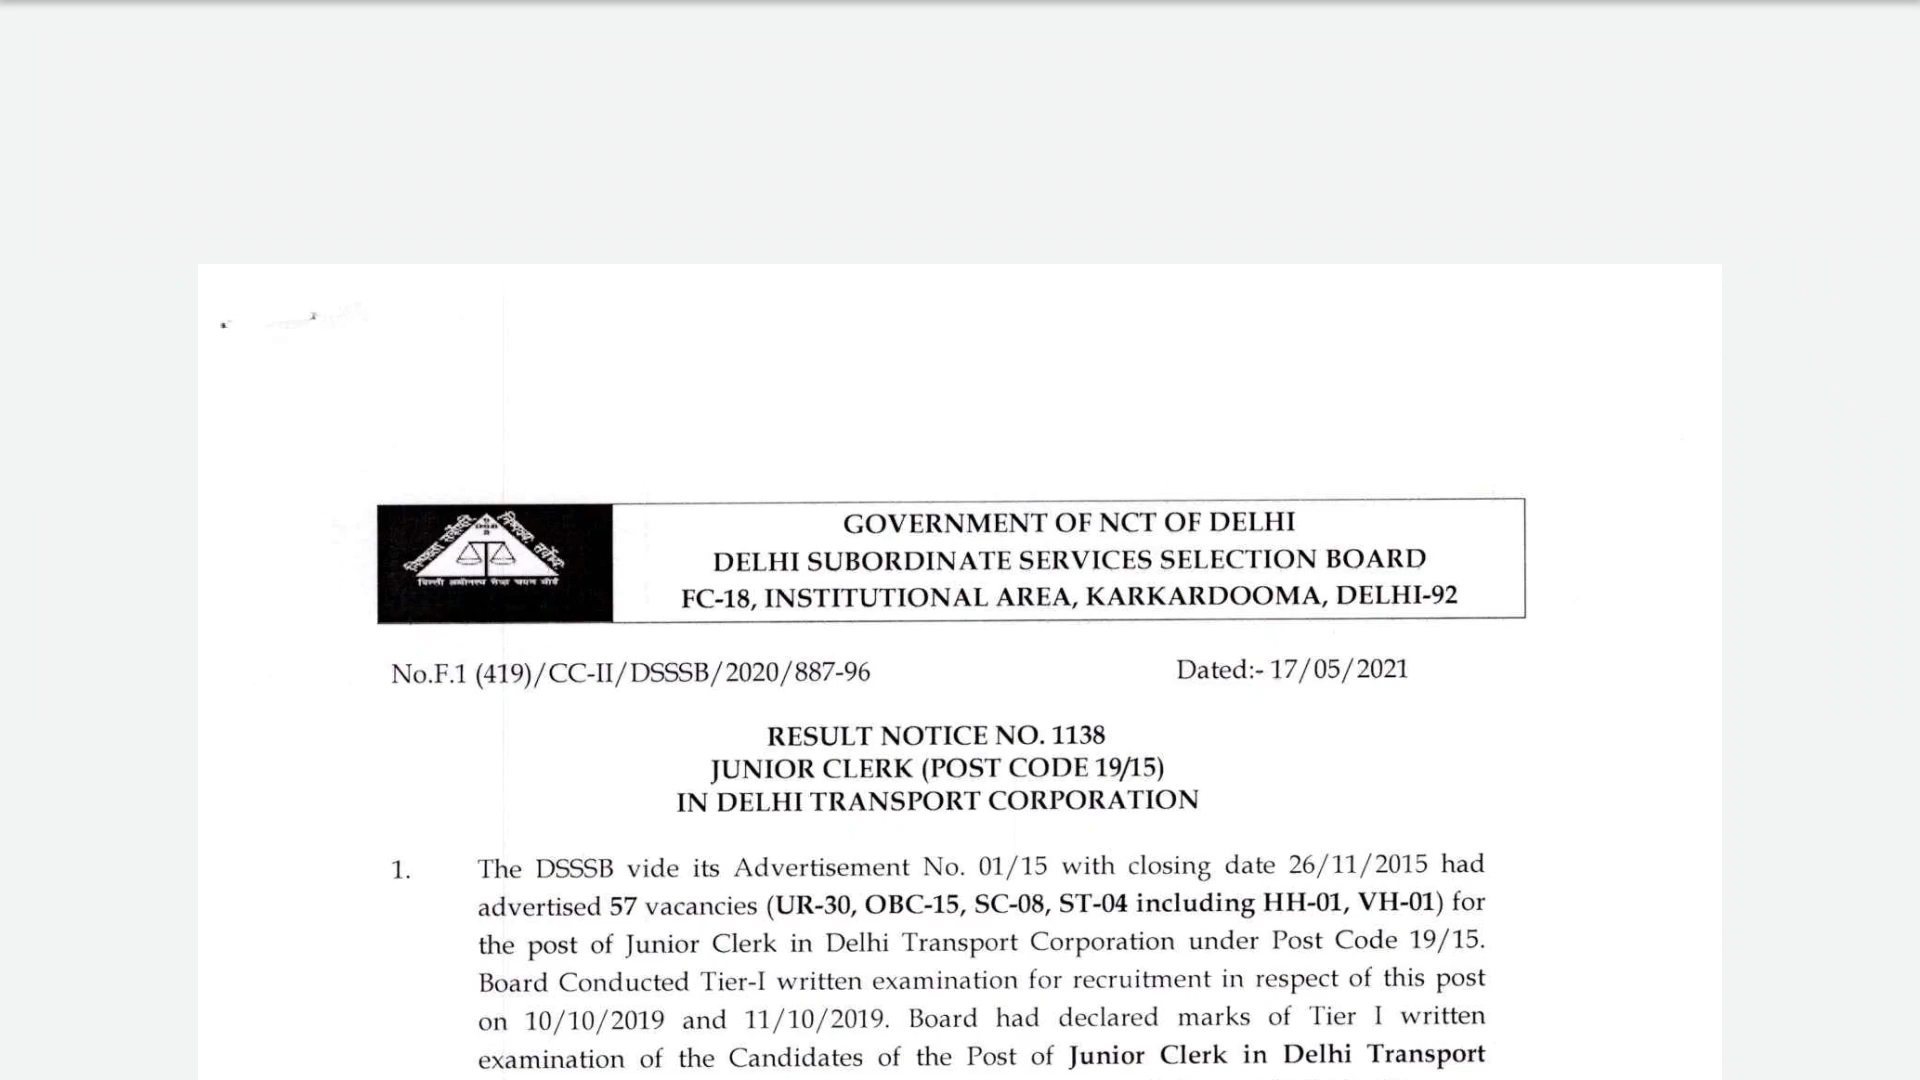 GOVERNMENT OF NCT OF DELHI
DELHI SUBORDINATE SERVICES SELECTION BOARD
FC-18, INSTITUTIONAL AREA, KARKARDOOMA, DELHI-92
No.F.1 (419)/CC-II/DSSSB/2020/887-96
Dated:- 17/05/2021
RESULT NOTICE NO. 1138
JUNIOR CLERK (POST CODE 19/15)
IN DELHI TRANSPORT CORPORATION
1. The DSSSB vide its Advertisement No. 01/15 with closing date 26/11/2015 had
advertised 57 vacancies (UR-30, OBC-15, SC-08, ST-04 including HH-01, VH-01) for
the post of Junior Clerk in Delhi Transport Corporation under Post Code 19/15.
Board Conducted Tier-I written examination for recruitment in respect of this post
on 10/10/2019 and 11/10/2019. Board had declared marks of Tier I written
examination of the Candidates of the Post of Junior Clerk in Delhi Transport